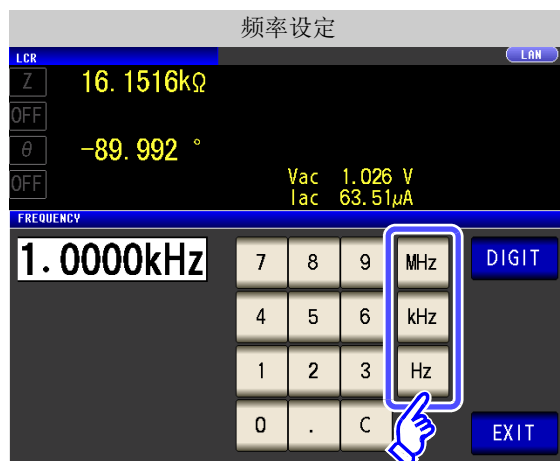 频率设定
LCR LAN
Z 16.1516kΩ
OFF
θ -89.992 °
OFF
Vac 1.026 V
Iac 63.51μA
FREQUENCY
1.0000kHz
7 8 9 MHz DIGIT
4 5 6 kHz
1 2 3 Hz
0 . C EXIT